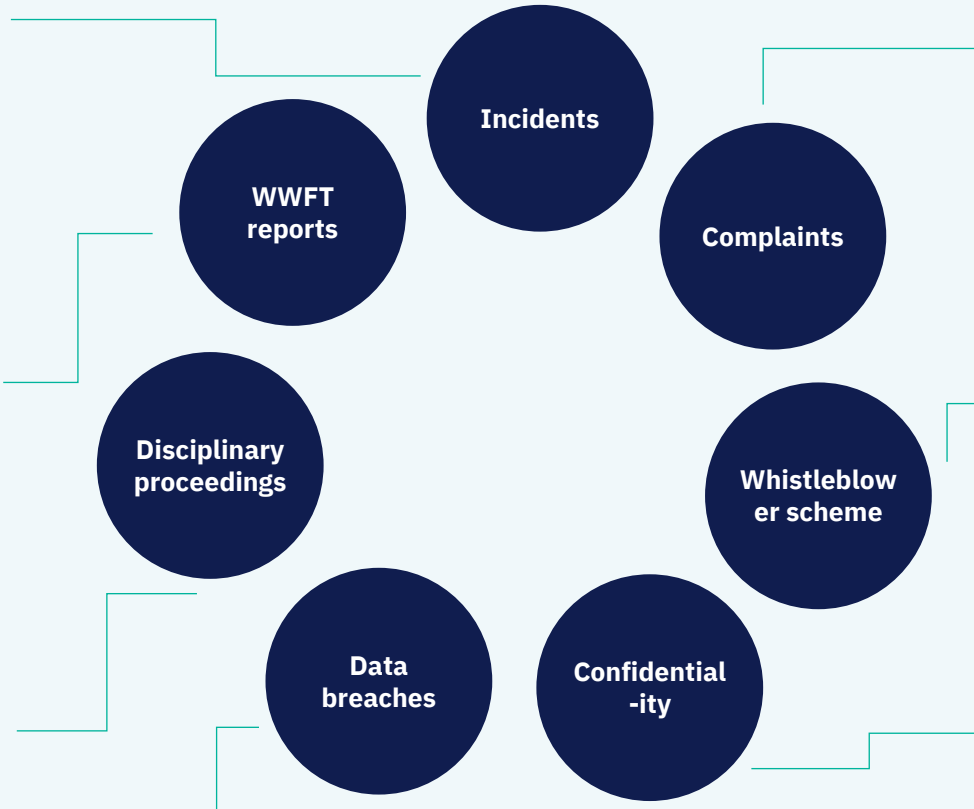 Incidents
Complaints
Whistleblow
er scheme
Confidential
-ity
Data
breaches
Disciplinary
proceedings
WWFT
reports